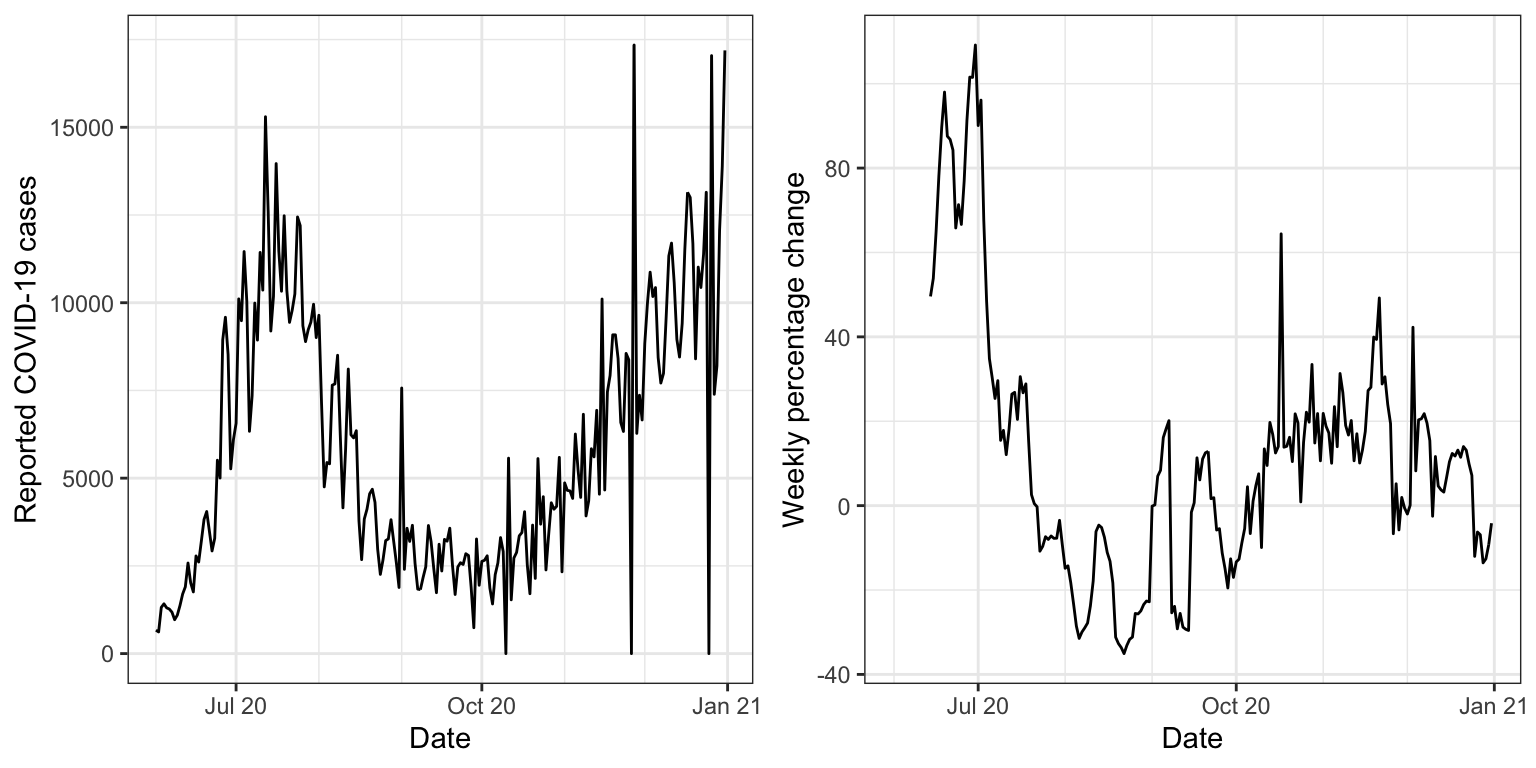 Reported COVID-19 cases
15000
10000
5000
0
Jul 20
Oct 20
Jan 21
Date
Weekly percentage change
80
40
0
-40
Jul 20
Oct 20
Jan 21
Date